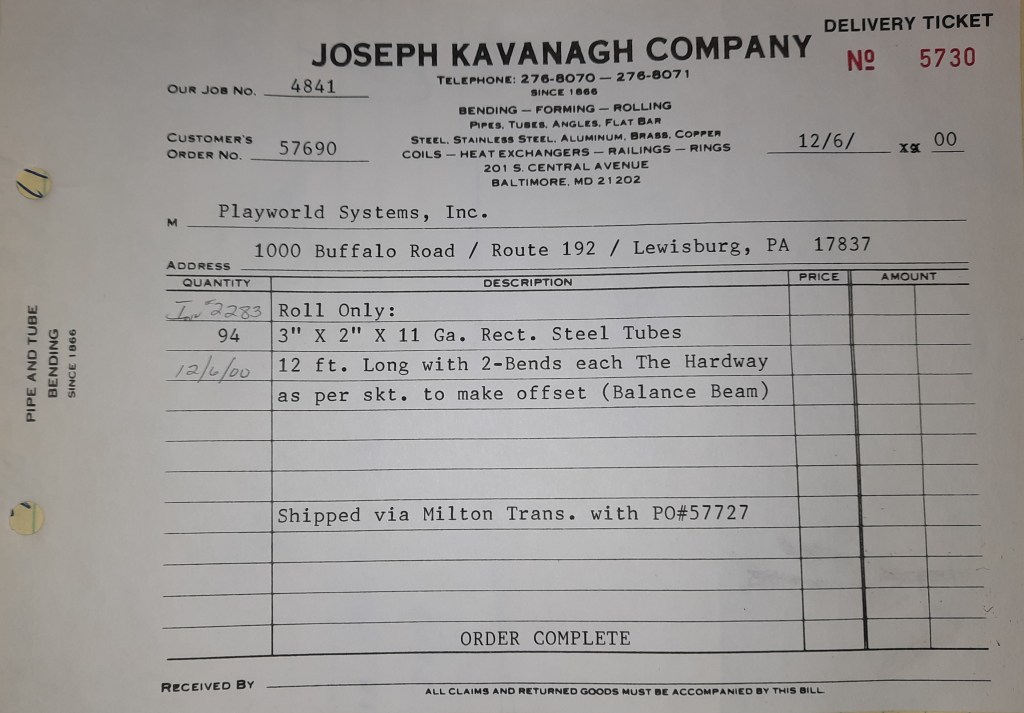 DELIVERY TICKET
JOSEPH KAVANAGH COMPANY
Nº 5730
TELEPHONE: 276-8070 — 276-8071
SINCE 1866
OUR JOB NO. 4841
BENDING — FORMING — ROLLING
PIPES, TUBES, ANGLES, FLAT BAR
CUSTOMER'S
ORDER NO. 57690
STEEL, STAINLESS STEEL, ALUMINUM, BRASS, COPPER
COILS — HEAT EXCHANGERS — RAILINGS — RINGS
12/6/ 00
201 S. CENTRAL AVENUE
BALTIMORE, MD 21202
M Playworld Systems, Inc.
ADDRESS 1000 Buffalo Road / Route 192 / Lewisburg, PA 17837
QUANTITY DESCRIPTION PRICE AMOUNT
Inv #2283 Roll Only:
94 3" X 2" X 11 Ga. Rect. Steel Tubes
12/6/00 12 ft. Long with 2-Bends each The Hardway
as per skt. to make offset (Balance Beam)
Shipped via Milton Trans. with PO#57727
ORDER COMPLETE
RECEIVED BY
ALL CLAIMS AND RETURNED GOODS MUST BE ACCOMPANIED BY THIS BILL
PIPE AND TUBE
BENDING
SINCE 1866